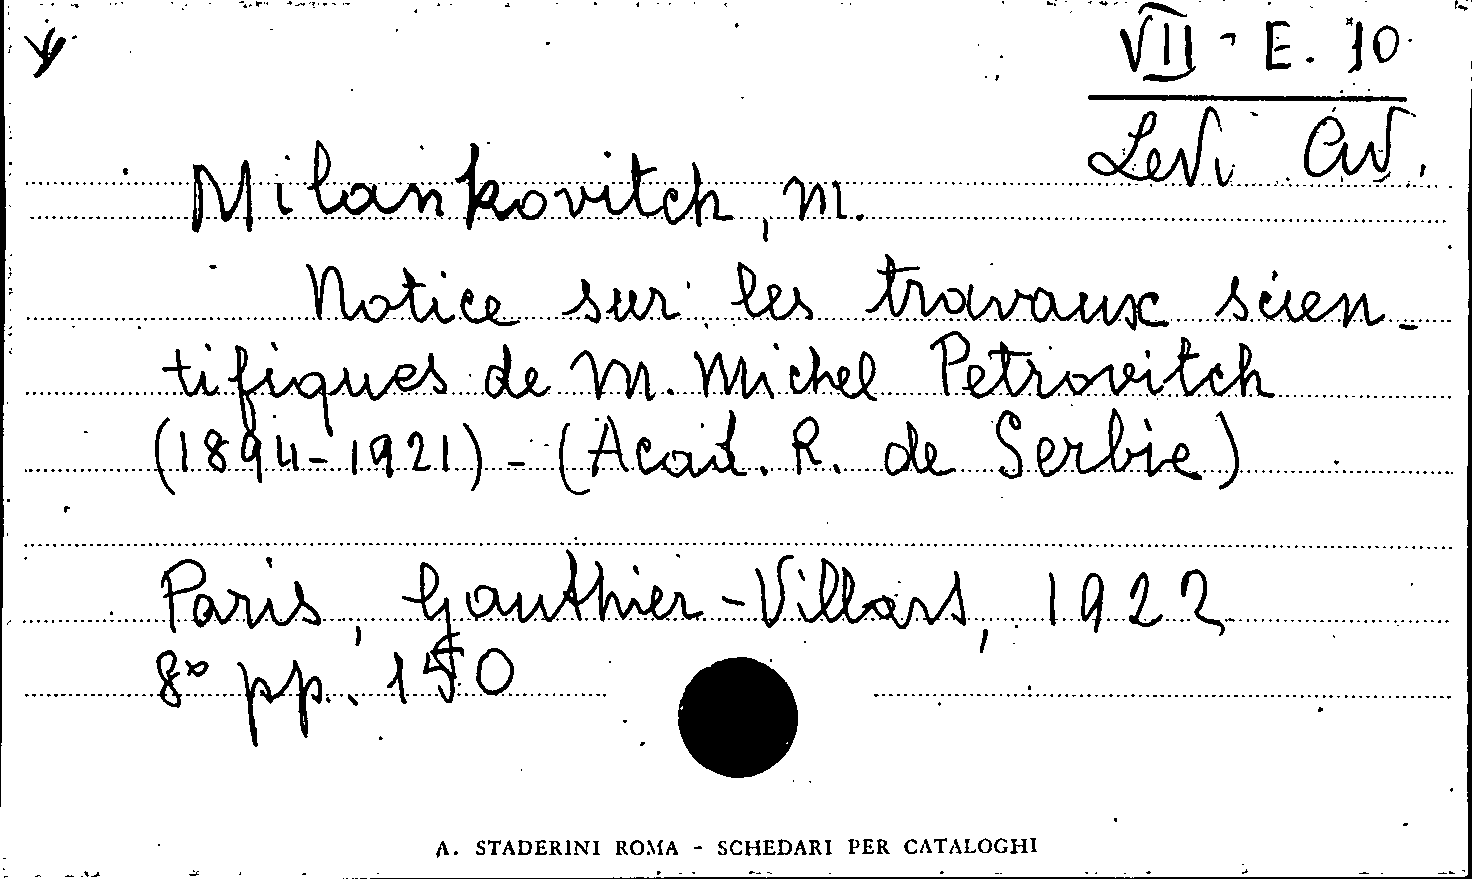 VII - E. 10
Levi Civ.
Milankovitch, M.
Notice sur les travaux scien-
tifiques de M. Michel Petrovitch
(1894-1921) - (Acad. R. de Serbie)
Paris, Gauthier-Villars, 1922
8° pp. 150
A. STADERINI ROMA - SCHEDARI PER CATALOGHI